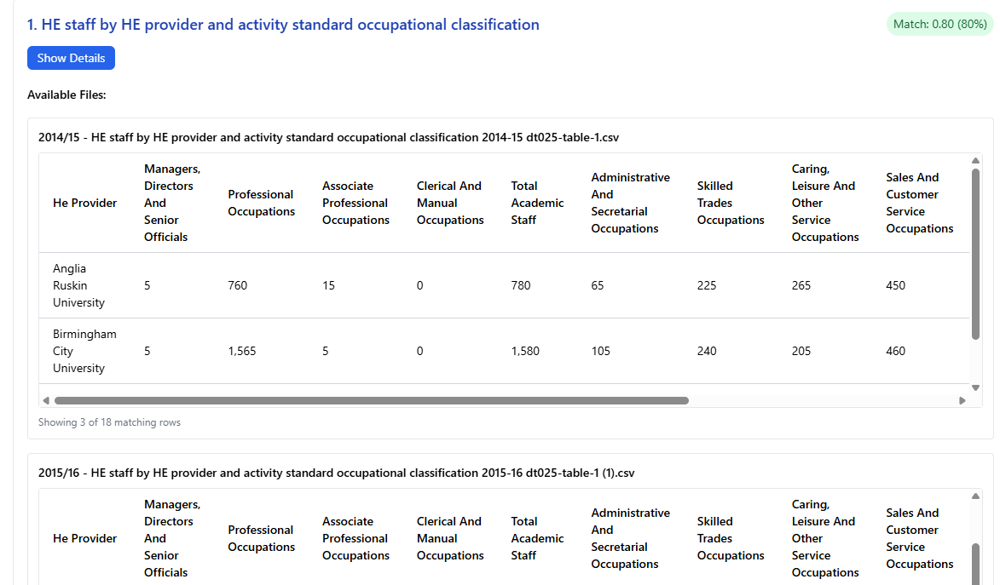 1. HE staff by HE provider and activity standard occupational classification
Match: 0.80 (80%)
Show Details
Available Files:
2014/15 - HE staff by HE provider and activity standard occupational classification 2014-15 dt025-table-1.csv
He Provider
Managers,
Directors
And
Senior
Officials
Professional
Occupations
Associate
Professional
Occupations
Clerical And
Manual
Occupations
Total
Academic
Staff
Administrative
And
Secretarial
Occupations
Skilled
Trades
Occupations
Caring,
Leisure And
Other
Service
Occupations
Sales And
Customer
Service
Occupations
Anglia
Ruskin
University
5
760
15
0
780
65
225
265
450
Birmingham
City
University
5
1,565
5
0
1,580
105
240
205
460
Showing 3 of 18 matching rows
2015/16 - HE staff by HE provider and activity standard occupational classification 2015-16 dt025-table-1 (1).csv
He Provider
Managers,
Directors
And
Senior
Officials
Professional
Occupations
Associate
Professional
Occupations
Clerical And
Manual
Occupations
Total
Academic
Staff
Administrative
And
Secretarial
Occupations
Skilled
Trades
Occupations
Caring,
Leisure And
Other
Service
Occupations
Sales And
Customer
Service
Occupations